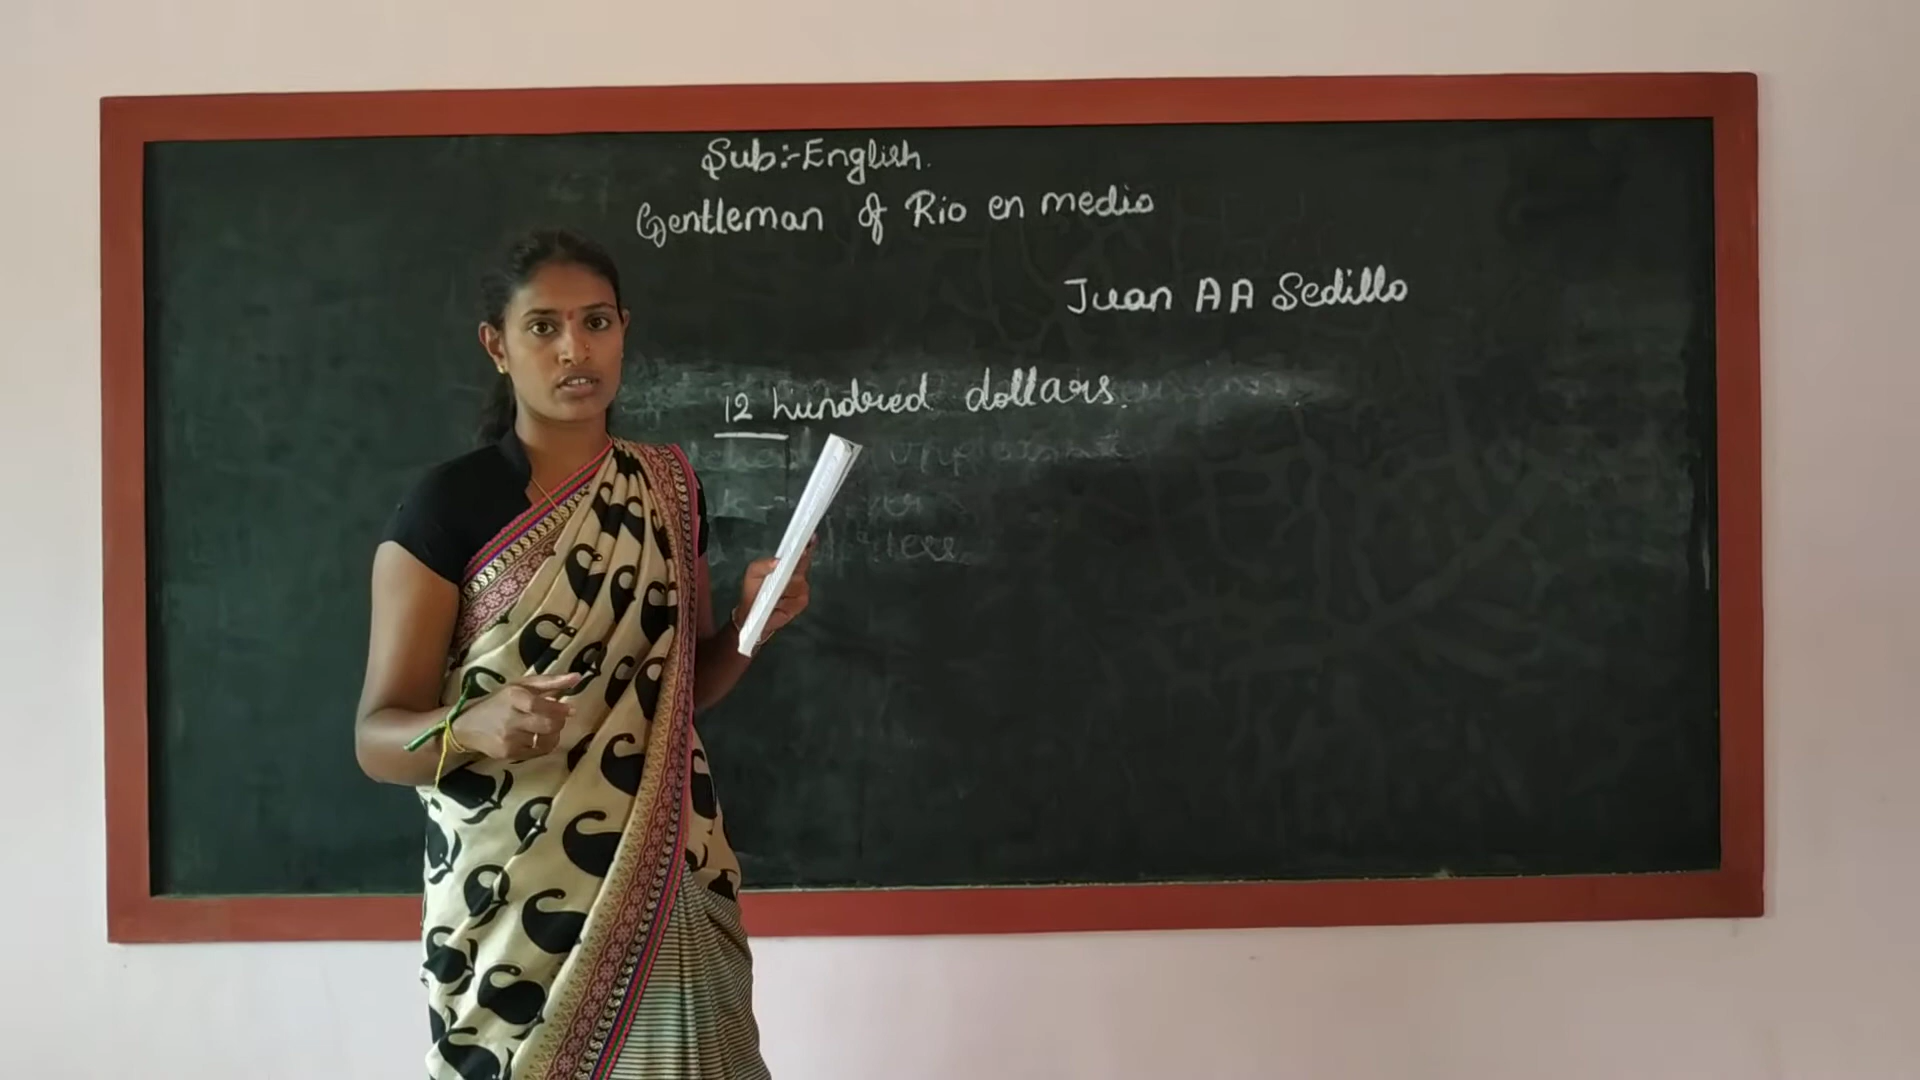 Sub:-English.
Gentleman of Rio en medio
Juan A A Sedillo
12 hundred dollars.